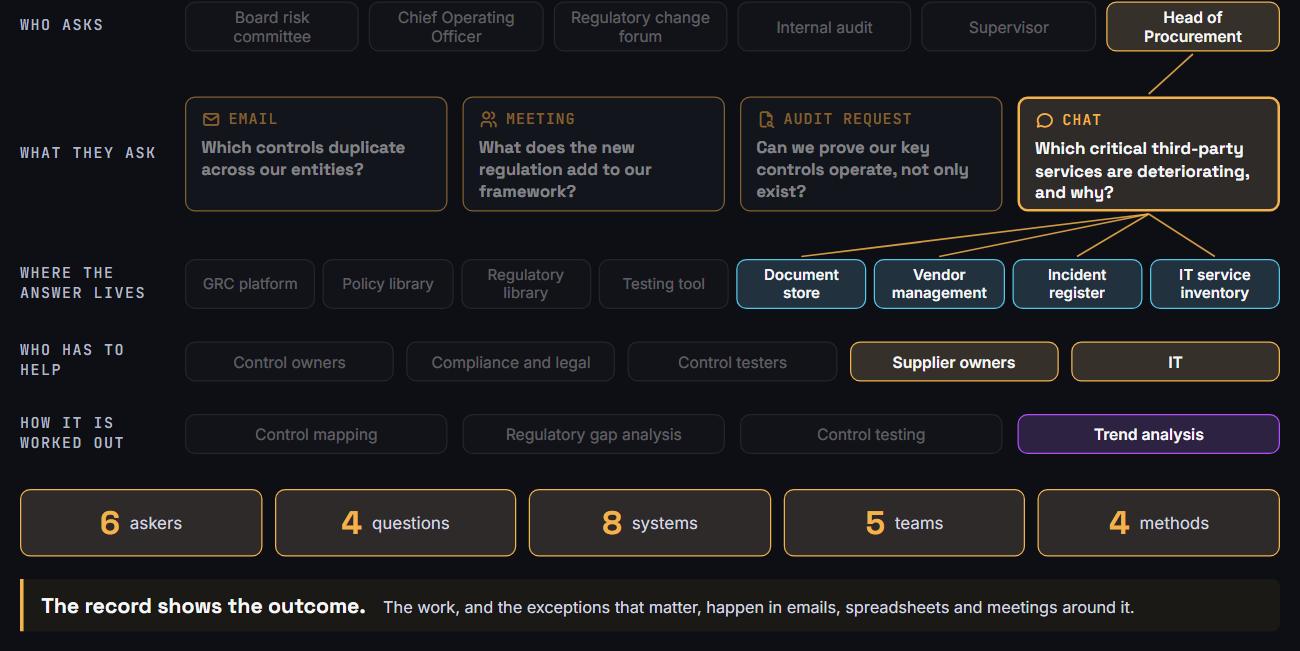 WHO ASKS
Board risk
committee
Chief Operating
Officer
Regulatory change
forum
Internal audit
Supervisor
Head of
Procurement
WHAT THEY ASK
EMAIL
Which controls duplicate
across our entities?
MEETING
What does the new
regulation add to our
framework?
AUDIT REQUEST
Can we prove our key
controls operate, not only
exist?
CHAT
Which critical third-party
services are deteriorating,
and why?
WHERE THE
ANSWER LIVES
GRC platform
Policy library
Regulatory
library
Testing tool
Document
store
Vendor
management
Incident
register
IT service
inventory
WHO HAS TO
HELP
Control owners
Compliance and legal
Control testers
Supplier owners
IT
HOW IT IS
WORKED OUT
Control mapping
Regulatory gap analysis
Control testing
Trend analysis
6 askers
4 questions
8 systems
5 teams
4 methods
The record shows the outcome. The work, and the exceptions that matter, happen in emails, spreadsheets and meetings around it.